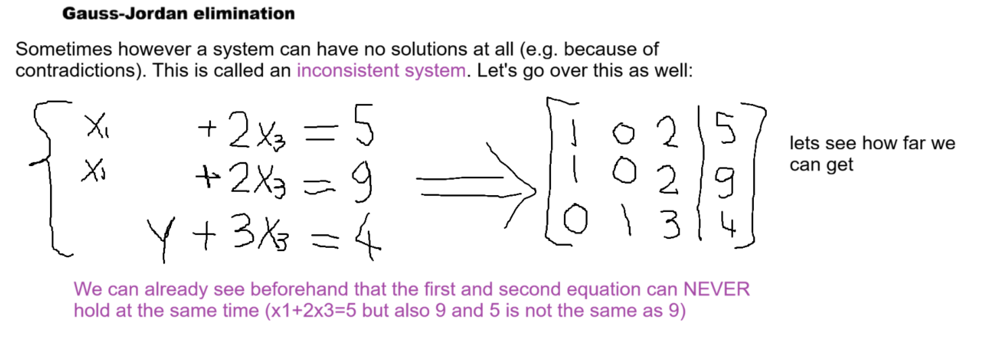 Gauss-Jordan elimination
Sometimes however a system can have no solutions at all (e.g. because of
contradictions). This is called an inconsistent system. Let's go over this as well:
x₁ + 2x₃ = 5
x₁ + 2x₃ = 9
y + 3x₃ = 4
1 0 2 | 5
1 0 2 | 9
0 1 3 | 4
lets see how far we
can get
We can already see beforehand that the first and second equation can NEVER
hold at the same time (x1+2x3=5 but also 9 and 5 is not the same as 9)